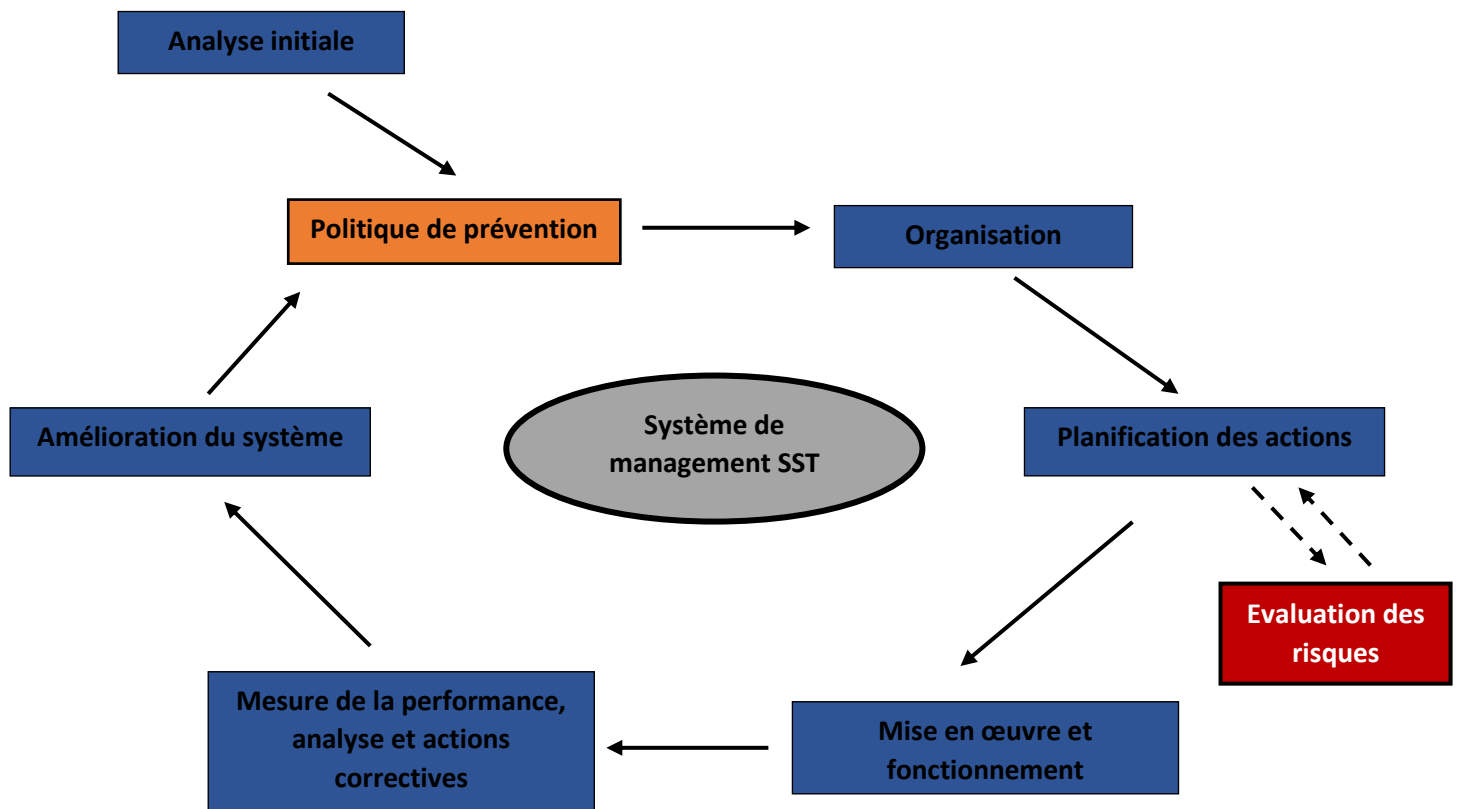 Analyse initiale
Politique de prévention
Organisation
Amélioration du système
Système de
management SST
Planification des actions
Evaluation des
risques
Mesure de la performance,
analyse et actions
correctives
Mise en œuvre et
fonctionnement